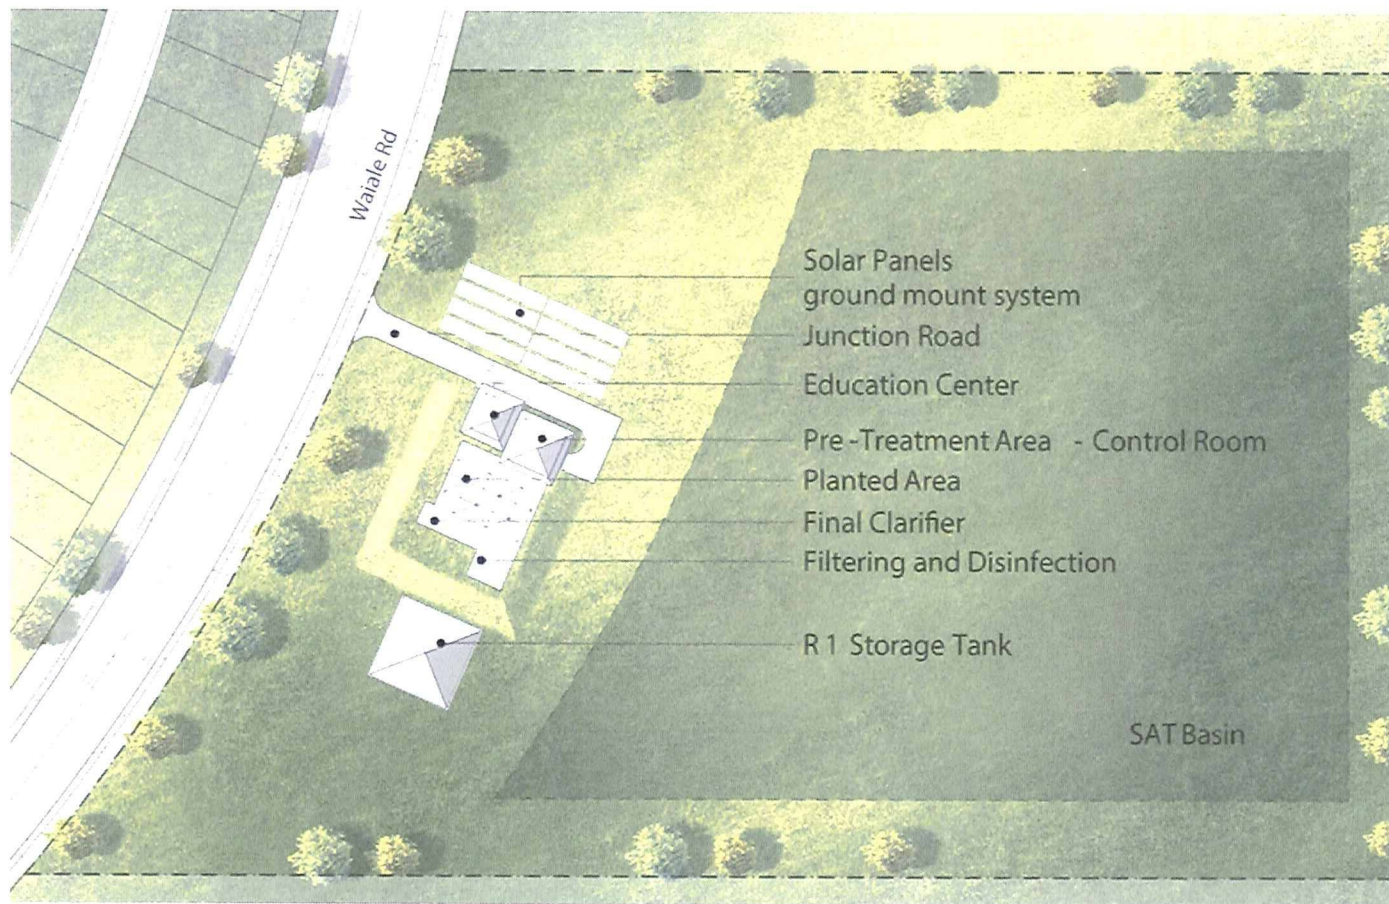 Waiale Rd
Solar Panels
ground mount system
Junction Road
Education Center
Pre -Treatment Area - Control Room
Planted Area
Final Clarifier
Filtering and Disinfection
R 1 Storage Tank
SAT Basin